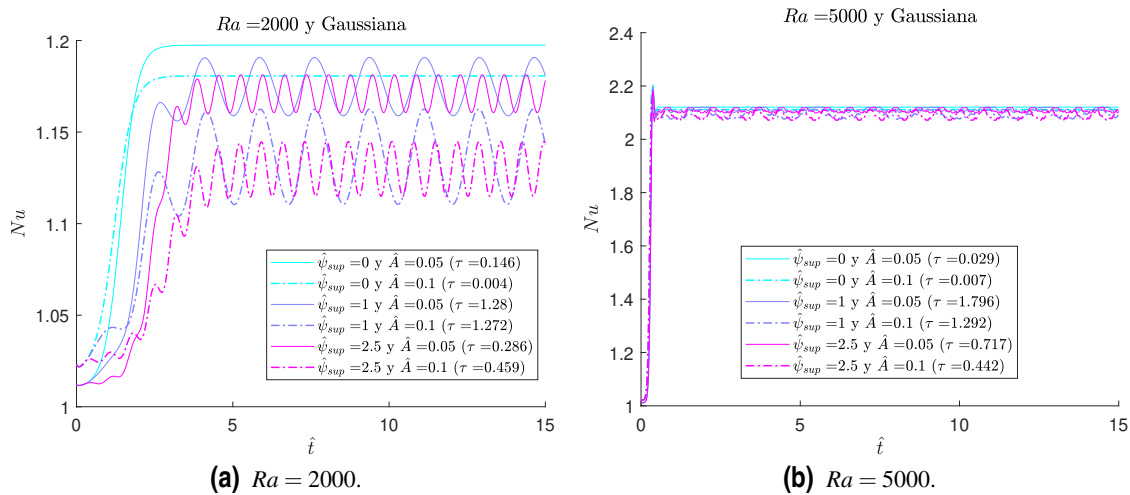 Ra =2000 y Gaussiana
1.2
1.15
1.1
1.05
1
Nu
0
5
10
15
t̂
ψ̂sup =0 y Â =0.05 (τ =0.146)
ψ̂sup =0 y Â =0.1 (τ =0.004)
ψ̂sup =1 y Â =0.05 (τ =1.28)
ψ̂sup =1 y Â =0.1 (τ =1.272)
ψ̂sup =2.5 y Â =0.05 (τ =0.286)
ψ̂sup =2.5 y Â =0.1 (τ =0.459)
(a) Ra = 2000.
Ra =5000 y Gaussiana
2.4
2.2
2
1.8
1.6
1.4
1.2
1
Nu
0
5
10
15
t̂
ψ̂sup =0 y Â =0.05 (τ =0.029)
ψ̂sup =0 y Â =0.1 (τ =0.007)
ψ̂sup =1 y Â =0.05 (τ =1.796)
ψ̂sup =1 y Â =0.1 (τ =1.292)
ψ̂sup =2.5 y Â =0.05 (τ =0.717)
ψ̂sup =2.5 y Â =0.1 (τ =0.442)
(b) Ra = 5000.